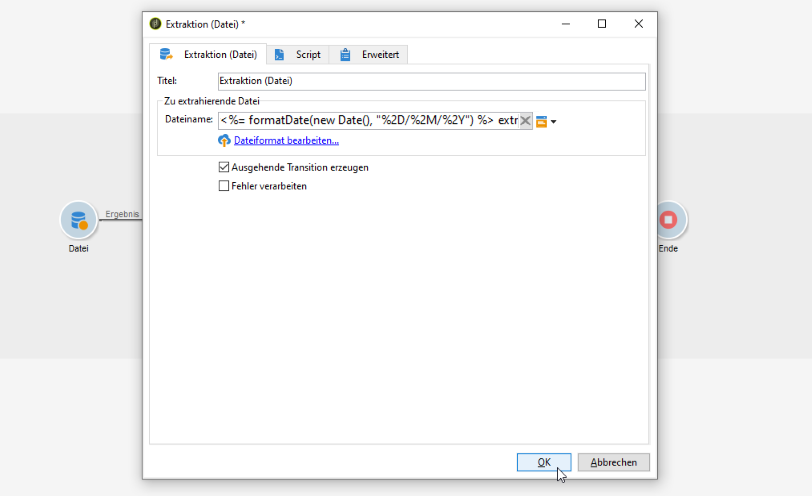 Extraktion (Datei) *
Extraktion (Datei) Script Erweitert
Titel: Extraktion (Datei)
Zu extrahierende Datei
Dateiname: <%= formatDate(new Date(), "%2D/%2M/%2Y") %> extr
Dateiformat bearbeiten...
Ausgehende Transition erzeugen
Fehler verarbeiten
Ergebnis
Datei
Ende
OK Abbrechen